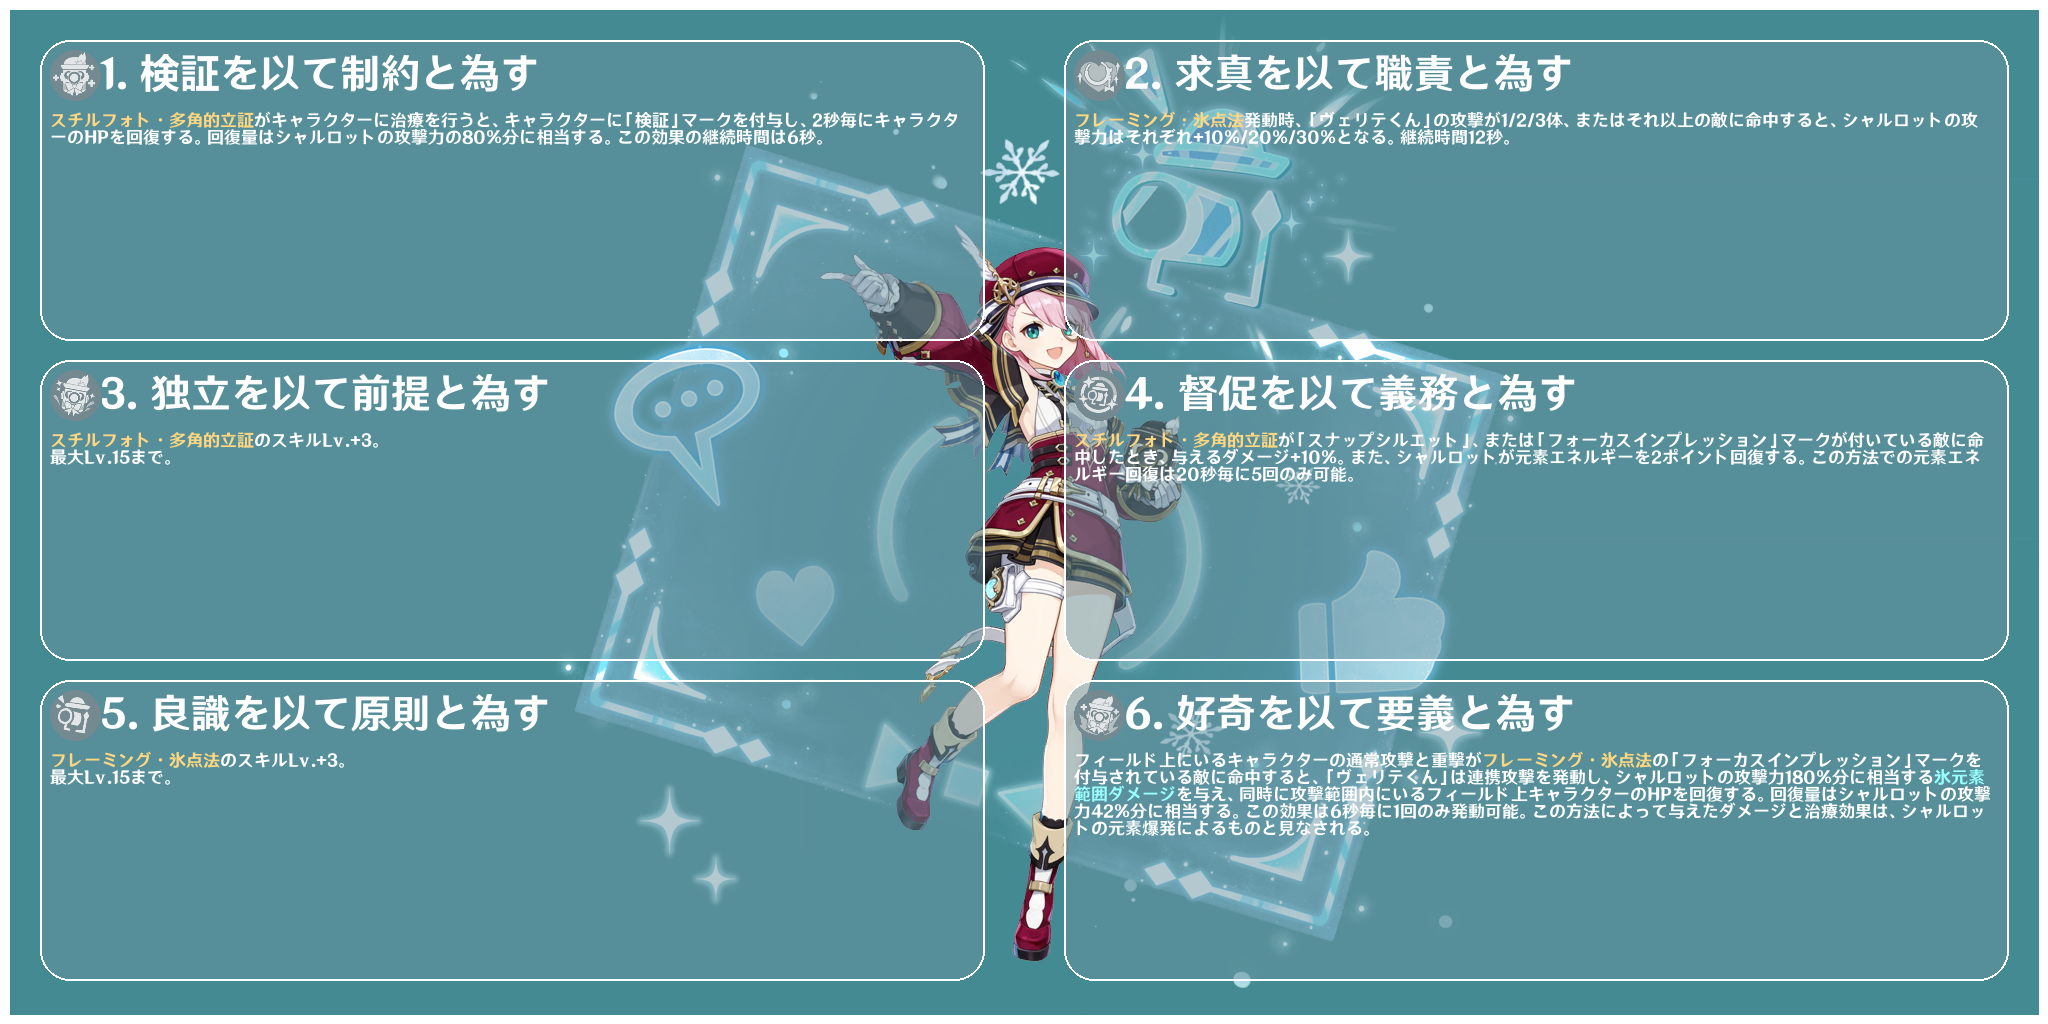 1. 検証を以て制約と為す
スチルフォト・多角的立証がキャラクターに治療を行うと、キャラクターに「検証」マークを付与し、2秒毎にキャラクタ
ーのHPを回復する。回復量はシャルロットの攻撃力の80%分に相当する。この効果の継続時間は6秒。
2. 求真を以て職責と為す
フレーミング・氷点法発動時、「ヴェリテくん」の攻撃が1/2/3体、またはそれ以上の敵に命中すると、シャルロットの攻
撃力はそれぞれ+10%/20%/30%となる。継続時間12秒。
3. 独立を以て前提と為す
スチルフォト・多角的立証のスキルLv.+3。
最大Lv.15まで。
4. 督促を以て義務と為す
スチルフォト・多角的立証が「スナップシルエット」、または「フォーカスインプレッション」マークが付いている敵に命
中したとき、与えるダメージ+10%。また、シャルロットが元素エネルギーを2ポイント回復する。この方法での元素エネ
ルギー回復は20秒毎に5回のみ可能。
5. 良識を以て原則と為す
フレーミング・氷点法のスキルLv.+3。
最大Lv.15まで。
6. 好奇を以て要義と為す
フィールド上にいるキャラクターの通常攻撃と重撃がフレーミング・氷点法の「フォーカスインプレッション」マークを
付与されている敵に命中すると、「ヴェリテくん」は連携攻撃を発動し、シャルロットの攻撃力180%分に相当する氷元素
範囲ダメージを与え、同時に攻撃範囲内にいるフィールド上キャラクターのHPを回復する。回復量はシャルロットの攻撃
力42%分に相当する。この効果は6秒毎に1回のみ発動可能。この方法によって与えたダメージと治療効果は、シャルロッ
トの元素爆発によるものと見なされる。